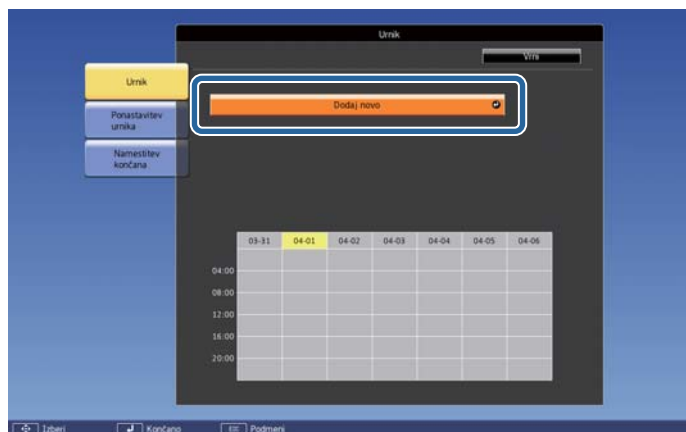 Urnik
Vrni
Urnik
Dodaj novo
Ponastavitev
urnika
Namestitev
končana
03-31 04-01 04-02 04-03 04-04 04-05 04-06
04:00
08:00
12:00
16:00
20:00
Izberi Končano Podmeni